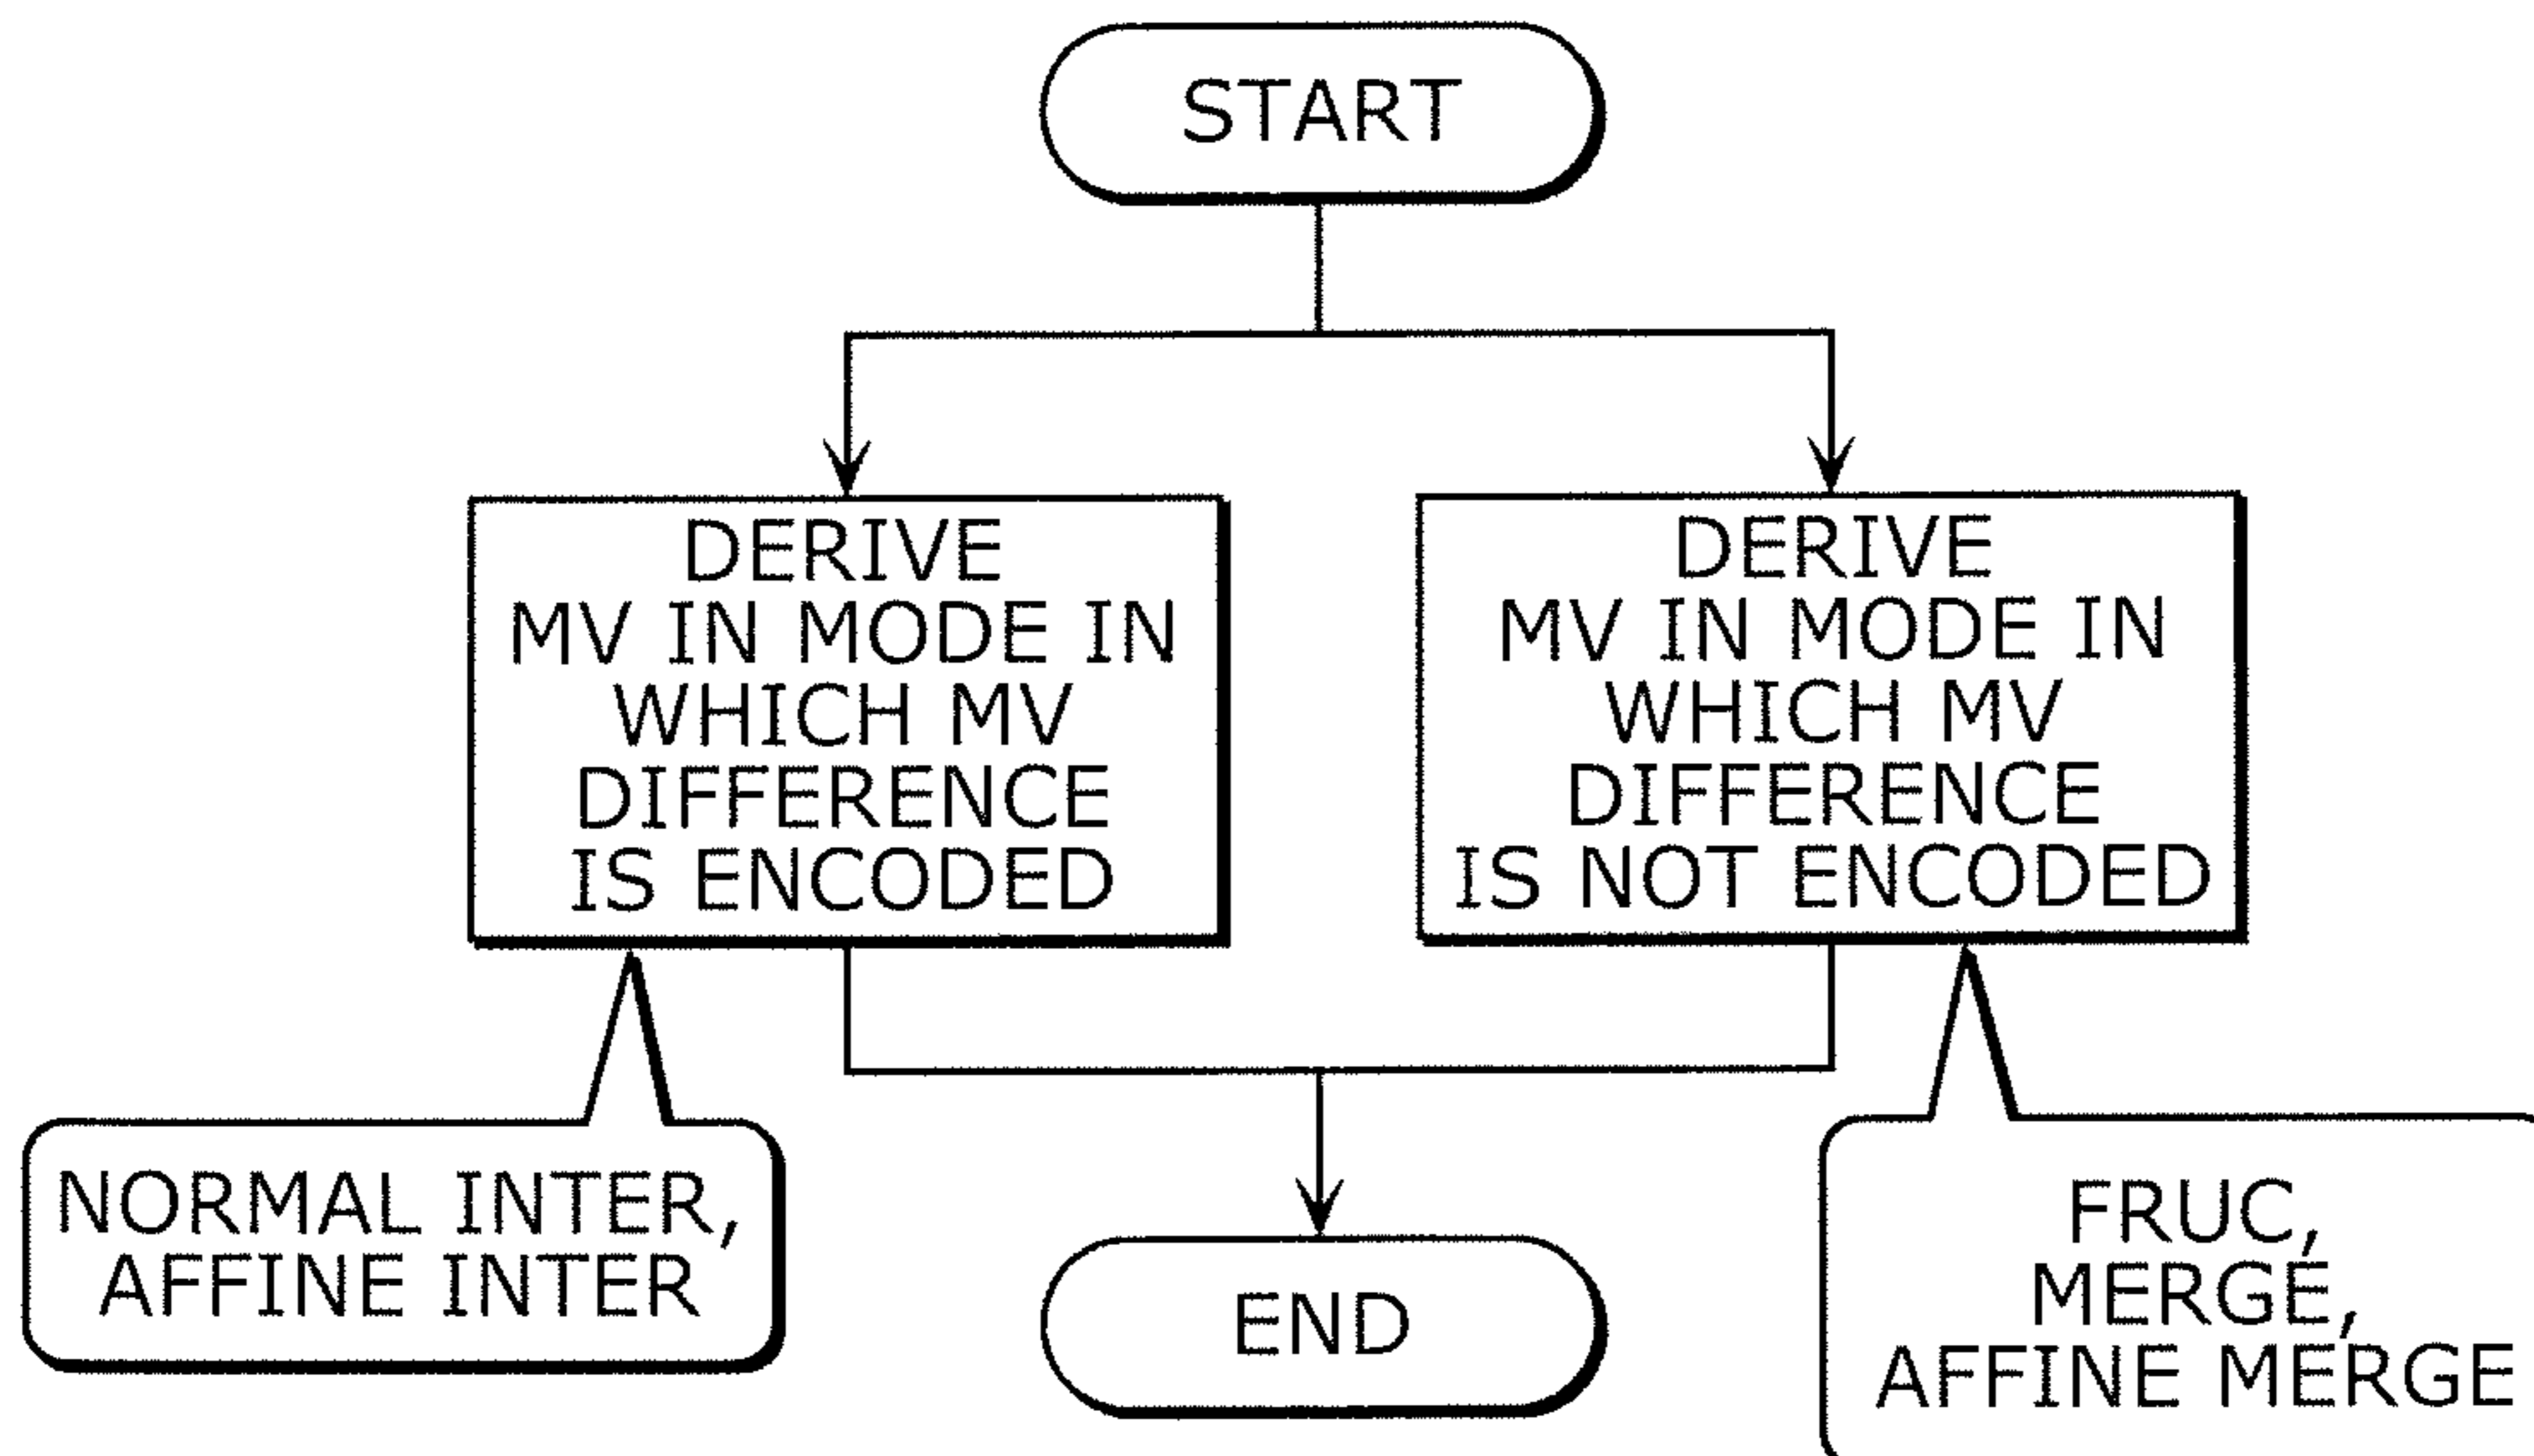 START
DERIVE
MV IN MODE IN
WHICH MV
DIFFERENCE
IS ENCODED
DERIVE
MV IN MODE IN
WHICH MV
DIFFERENCE
IS NOT ENCODED
NORMAL INTER,
AFFINE INTER
FRUC,
MERGE,
AFFINE MERGE
END